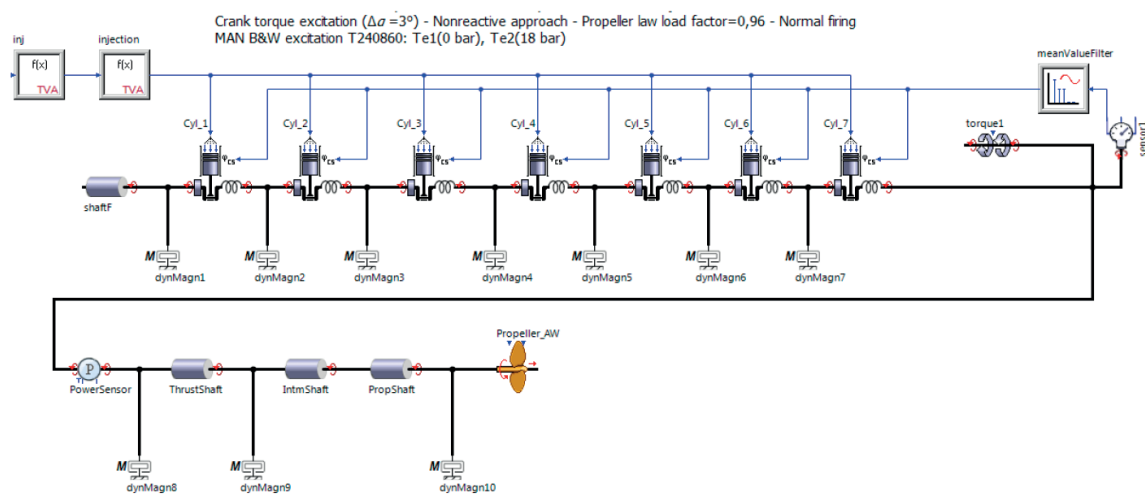 Crank torque excitation (Δα =3°) - Nonreactive approach - Propeller law load factor=0,96 - Normal firing
MAN B&W excitation T240860: Te1(0 bar), Te2(18 bar)
inj
injection
meanValueFilter
f(x)
TVA
f(x)
TVA
Cyl_1
Cyl_2
Cyl_3
Cyl_4
Cyl_5
Cyl_6
Cyl_7
torque1
φcs
φcs
φcs
φcs
φcs
φcs
φcs
shaftF
M
M
M
M
M
M
M
dynMagn1
dynMagn2
dynMagn3
dynMagn4
dynMagn5
dynMagn6
dynMagn7
Propeller_AW
P
PowerSensor
ThrustShaft
IntmShaft
PropShaft
M
M
M
dynMagn8
dynMagn9
dynMagn10